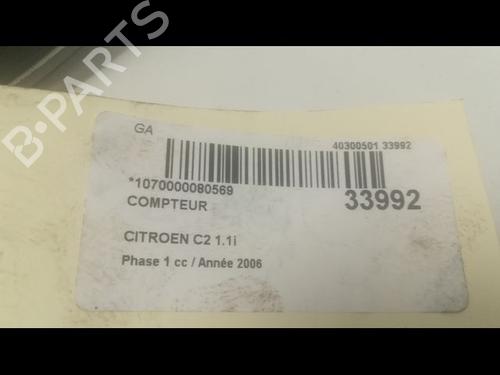 GA
40300501 33992
*1070000080569
33992
COMPTEUR
CITROEN C2 1.1i
Phase 1 cc / Année 2006
B-PARTS